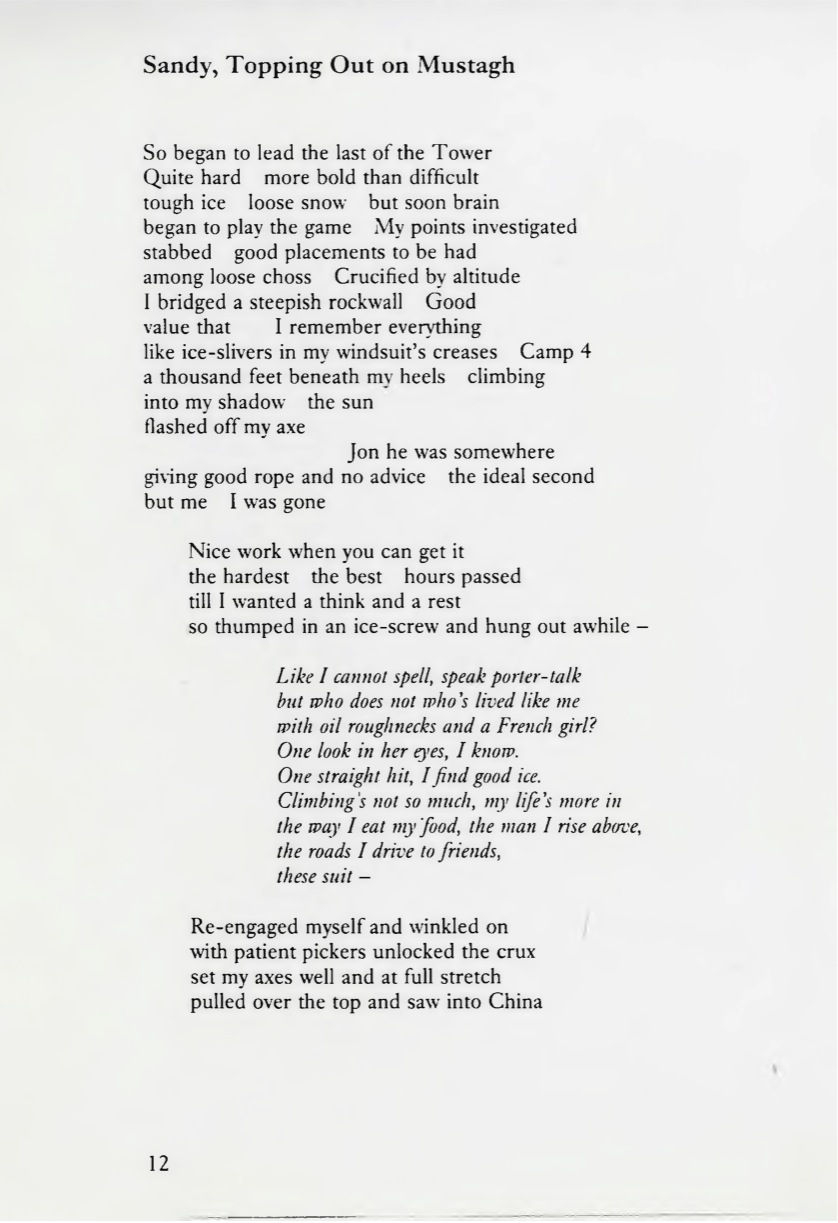 Sandy, Topping Out on Mustagh
So began to lead the last of the Tower
Quite hard   more bold than difficult
tough ice   loose snow   but soon brain
began to play the game   My points investigated
stabbed   good placements to be had
among loose choss   Crucified by altitude
I bridged a steepish rockwall   Good
value that      I remember everything
like ice-slivers in my windsuit's creases   Camp 4
a thousand feet beneath my heels   climbing
into my shadow   the sun
flashed off my axe
Jon he was somewhere
giving good rope and no advice   the ideal second
but me   I was gone
Nice work when you can get it
the hardest   the best   hours passed
till I wanted a think and a rest
so thumped in an ice-screw and hung out awhile –
Like I cannot spell, speak porter-talk
but who does not who's lived like me
with oil roughnecks and a French girl?
One look in her eyes, I know.
One straight hit, I find good ice.
Climbing's not so much, my life's more in
the way I eat my food, the man I rise above,
the roads I drive to friends,
these suit –
Re-engaged myself and winkled on
with patient pickers unlocked the crux
set my axes well and at full stretch
pulled over the top and saw into China
12